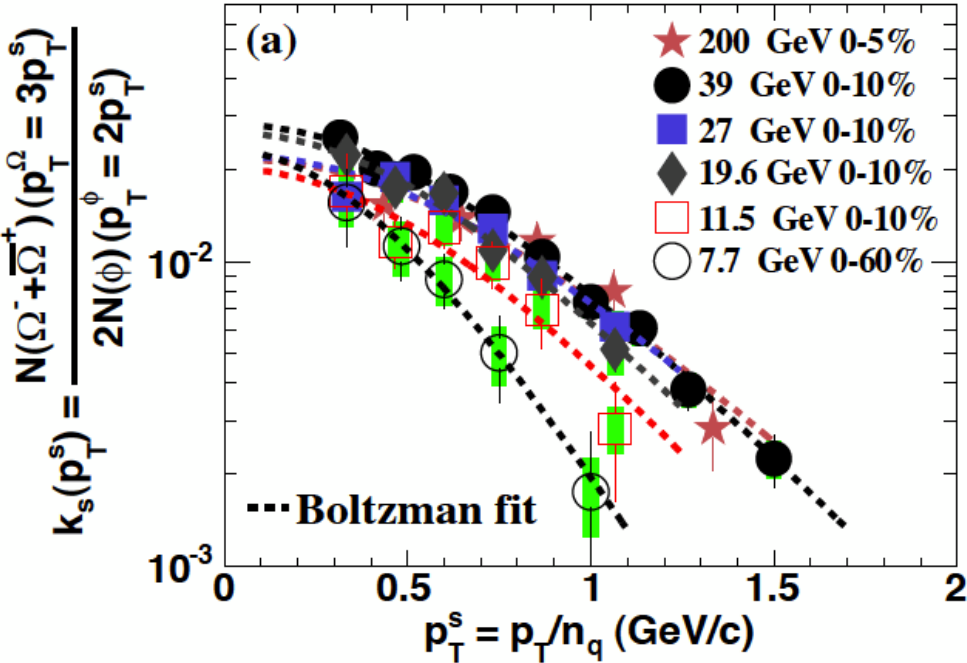 (a)
200 GeV 0-5%
39 GeV 0-10%
27 GeV 0-10%
19.6 GeV 0-10%
11.5 GeV 0-10%
7.7 GeV 0-60%
Boltzman fit
k_s(p_T^s) = N(Ω⁻+Ω̅⁺)(p_T^Ω = 3p_T^s) / 2N(ϕ)(p_T^ϕ = 2p_T^s)
10⁻²
10⁻³
0 0.5 1 1.5 2
p_T^s = p_T/n_q (GeV/c)